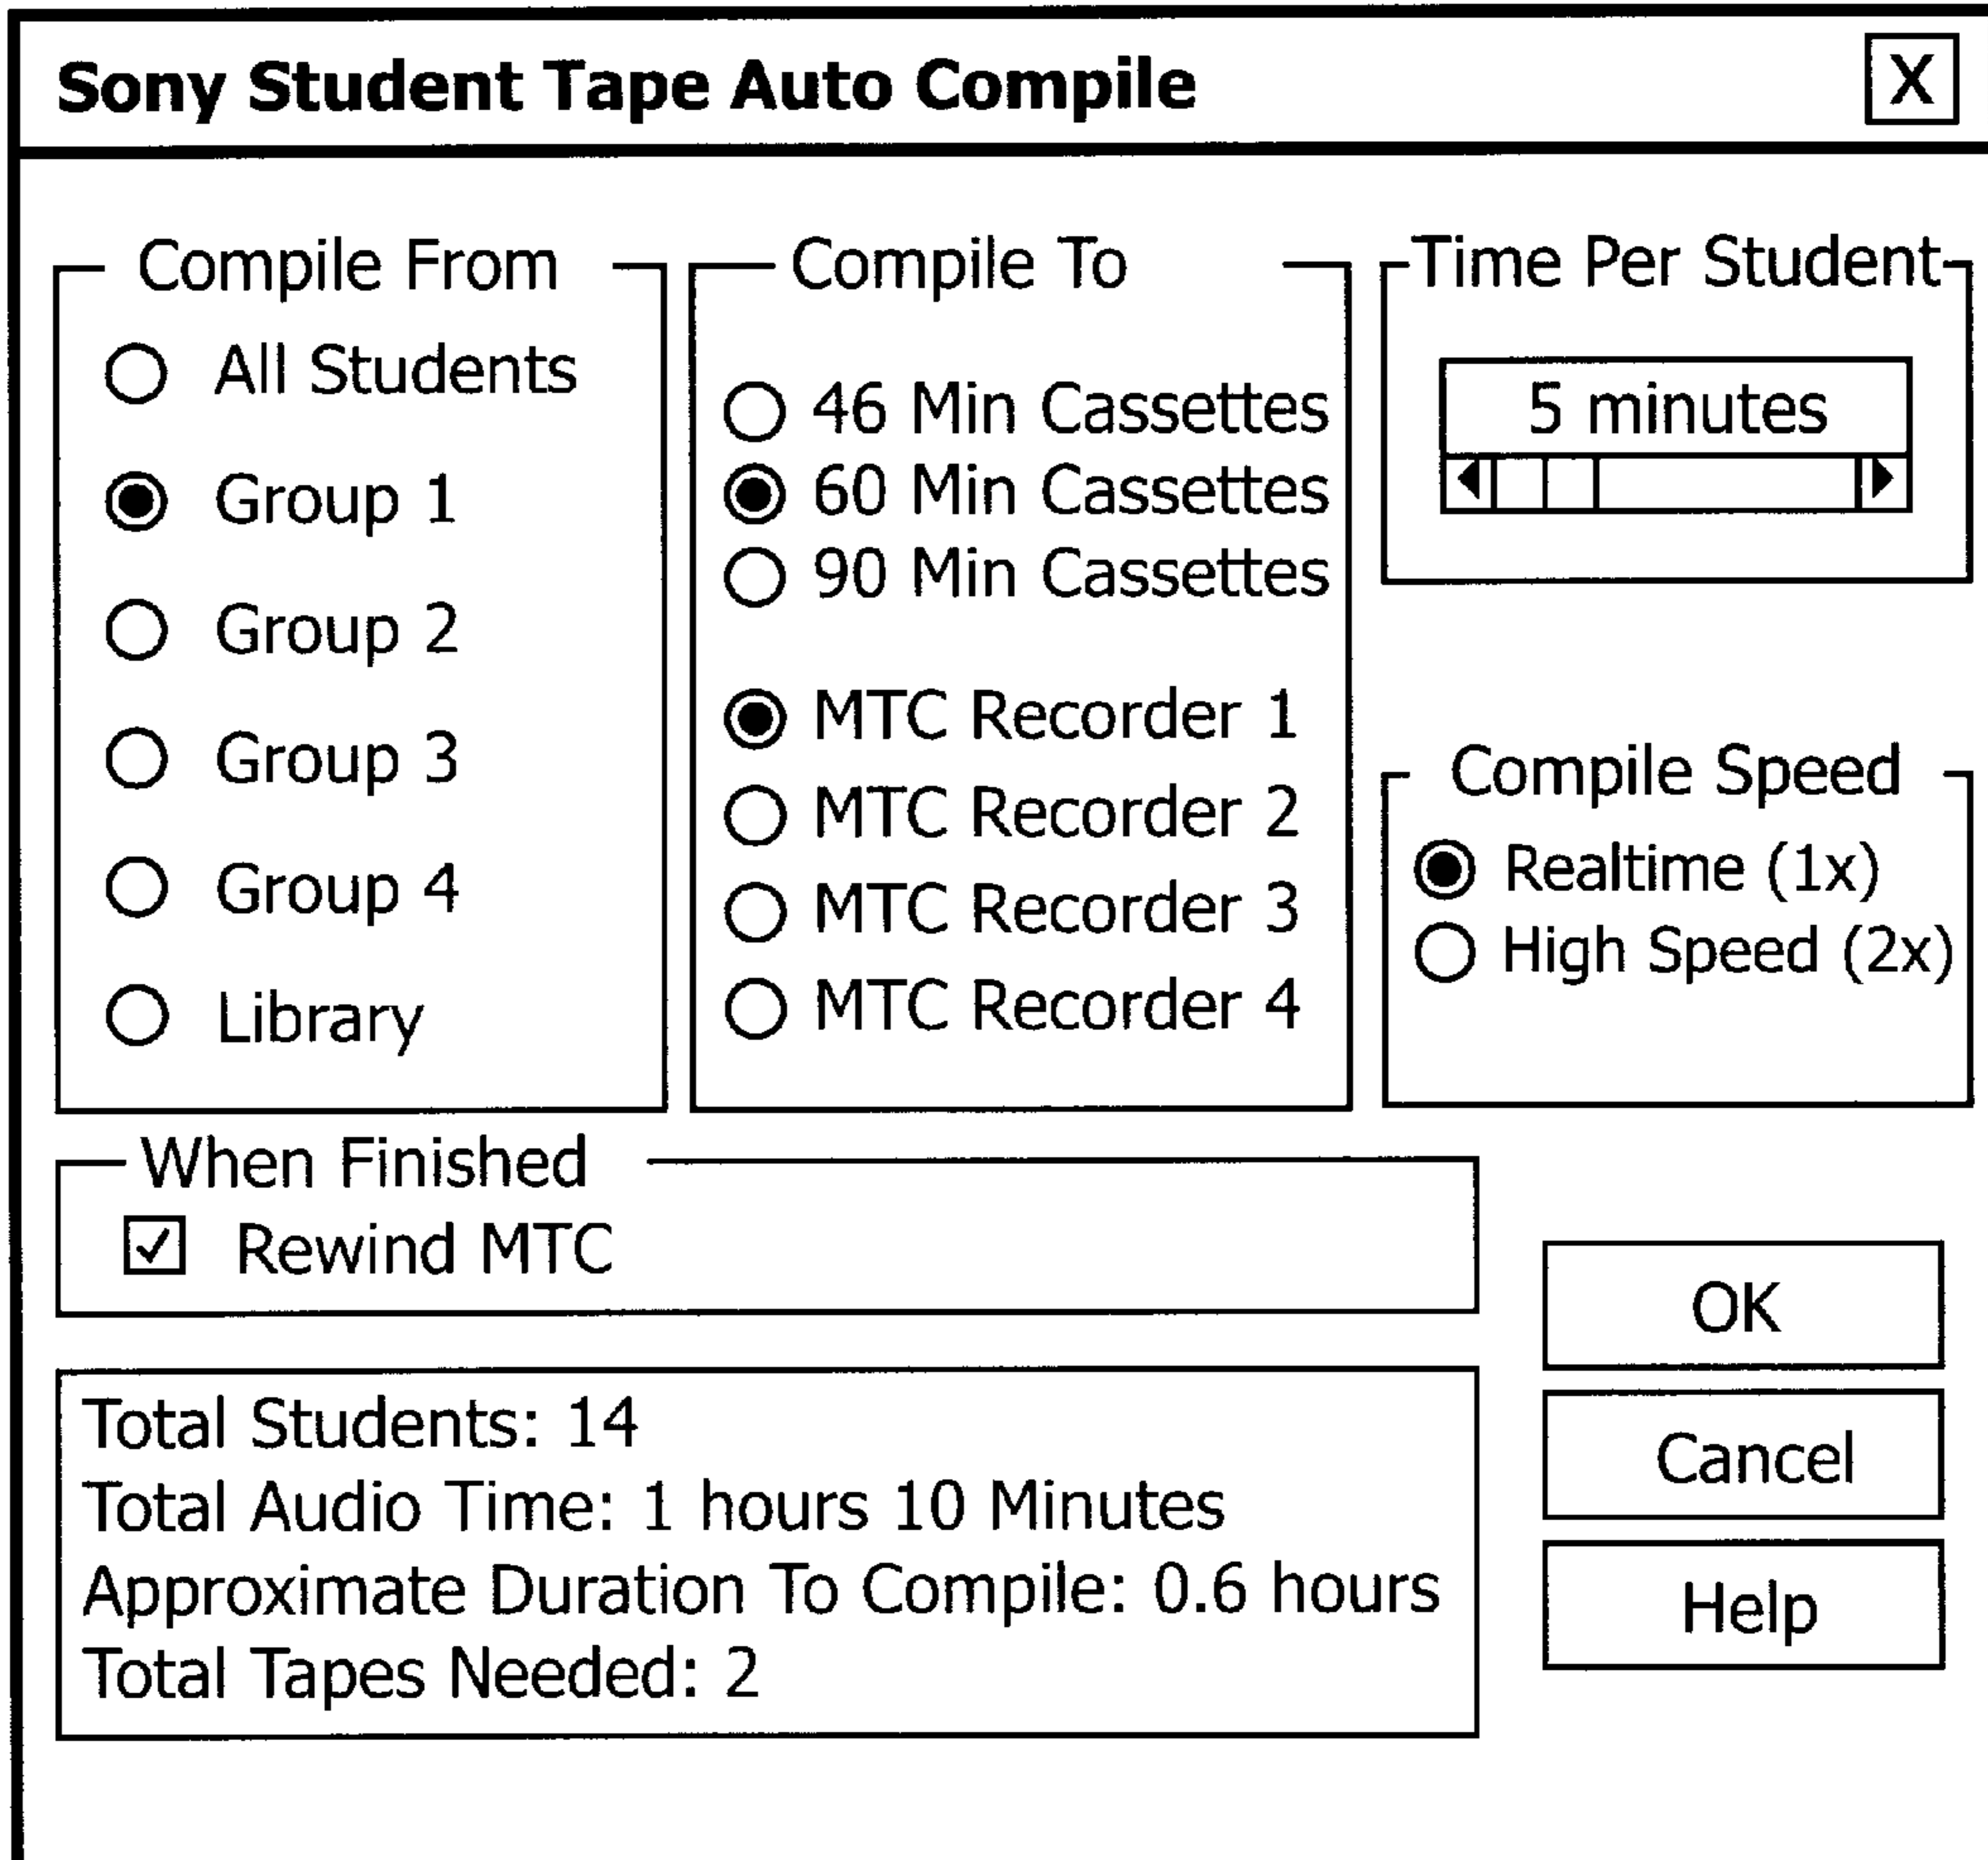 Sony Student Tape Auto Compile
X
Compile From
All Students
Group 1
Group 2
Group 3
Group 4
Library
Compile To
46 Min Cassettes
60 Min Cassettes
90 Min Cassettes
MTC Recorder 1
MTC Recorder 2
MTC Recorder 3
MTC Recorder 4
Time Per Student
5 minutes
Compile Speed
Realtime (1x)
High Speed (2x)
When Finished
Rewind MTC
Total Students: 14
Total Audio Time: 1 hours 10 Minutes
Approximate Duration To Compile: 0.6 hours
Total Tapes Needed: 2
OK
Cancel
Help